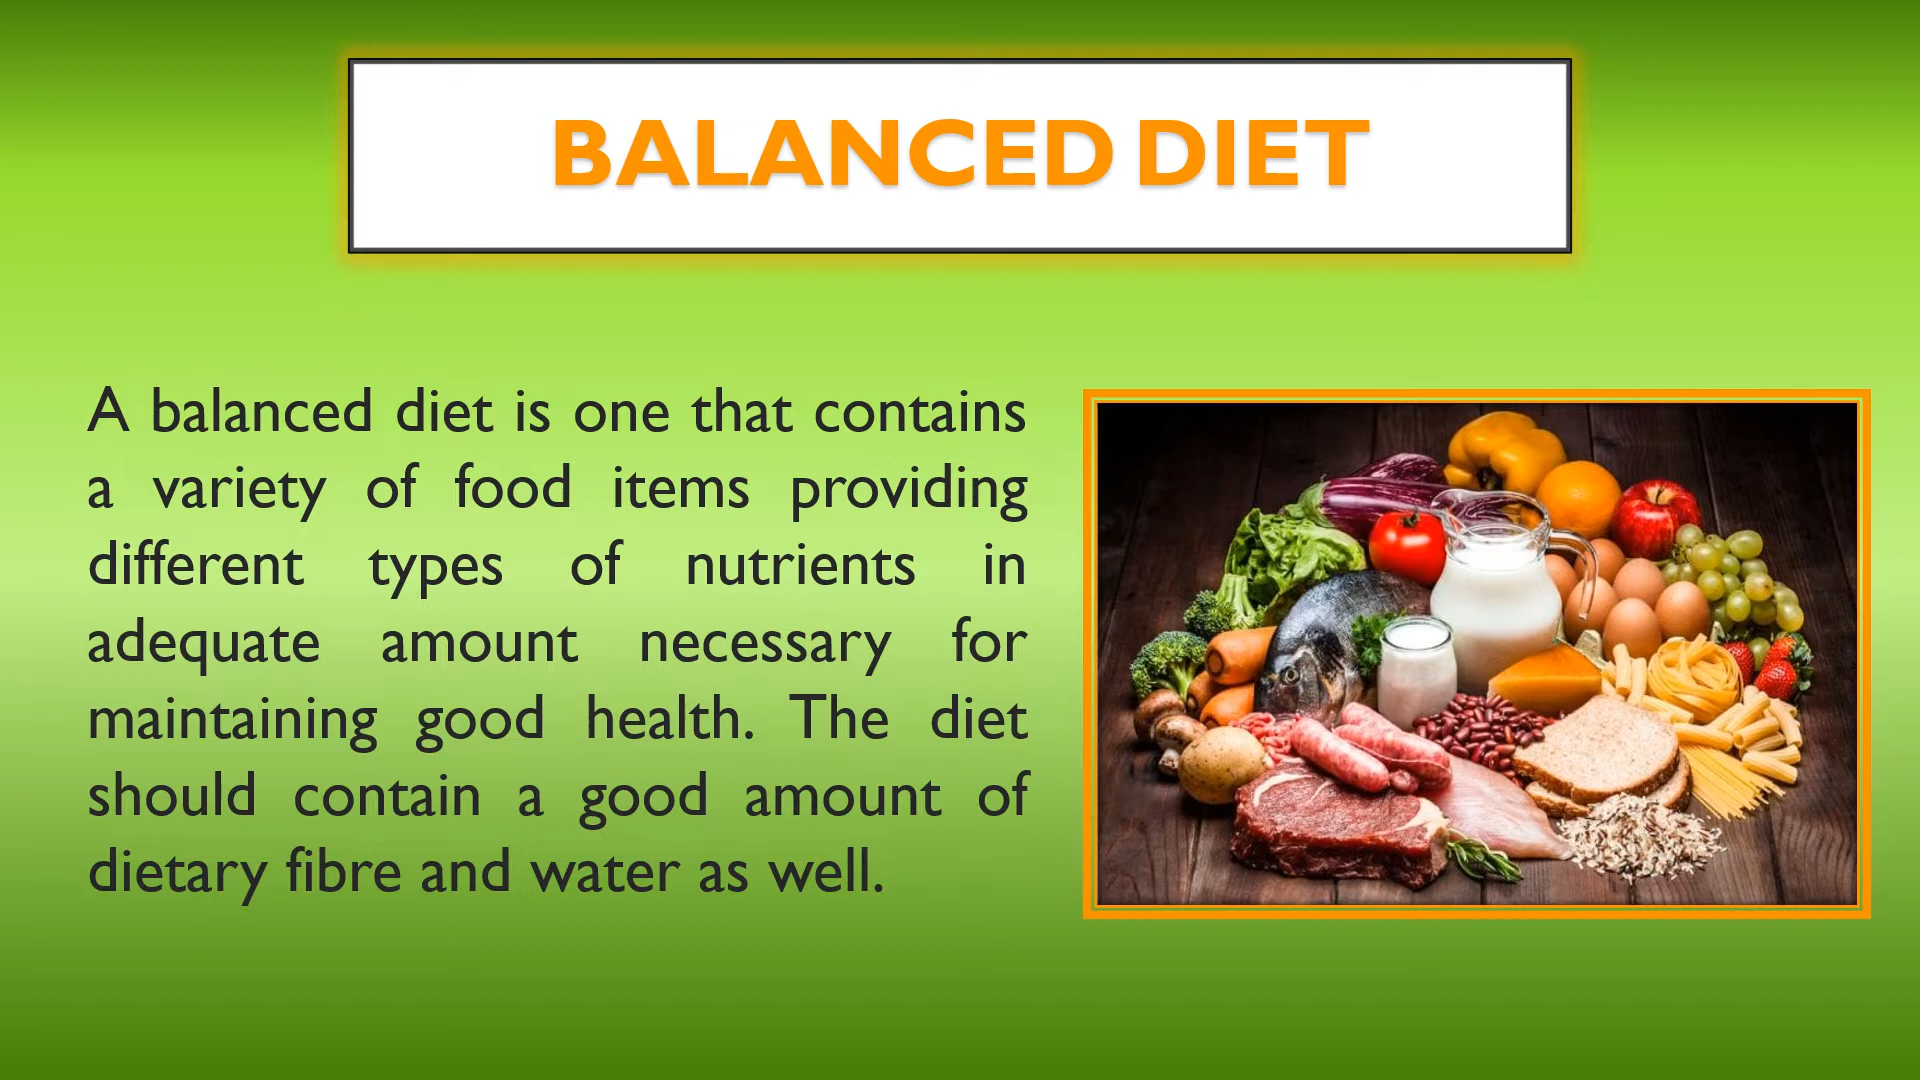 BALANCED DIET
A balanced diet is one that contains
a variety of food items providing
different types of nutrients in
adequate amount necessary for
maintaining good health. The diet
should contain a good amount of
dietary fibre and water as well.